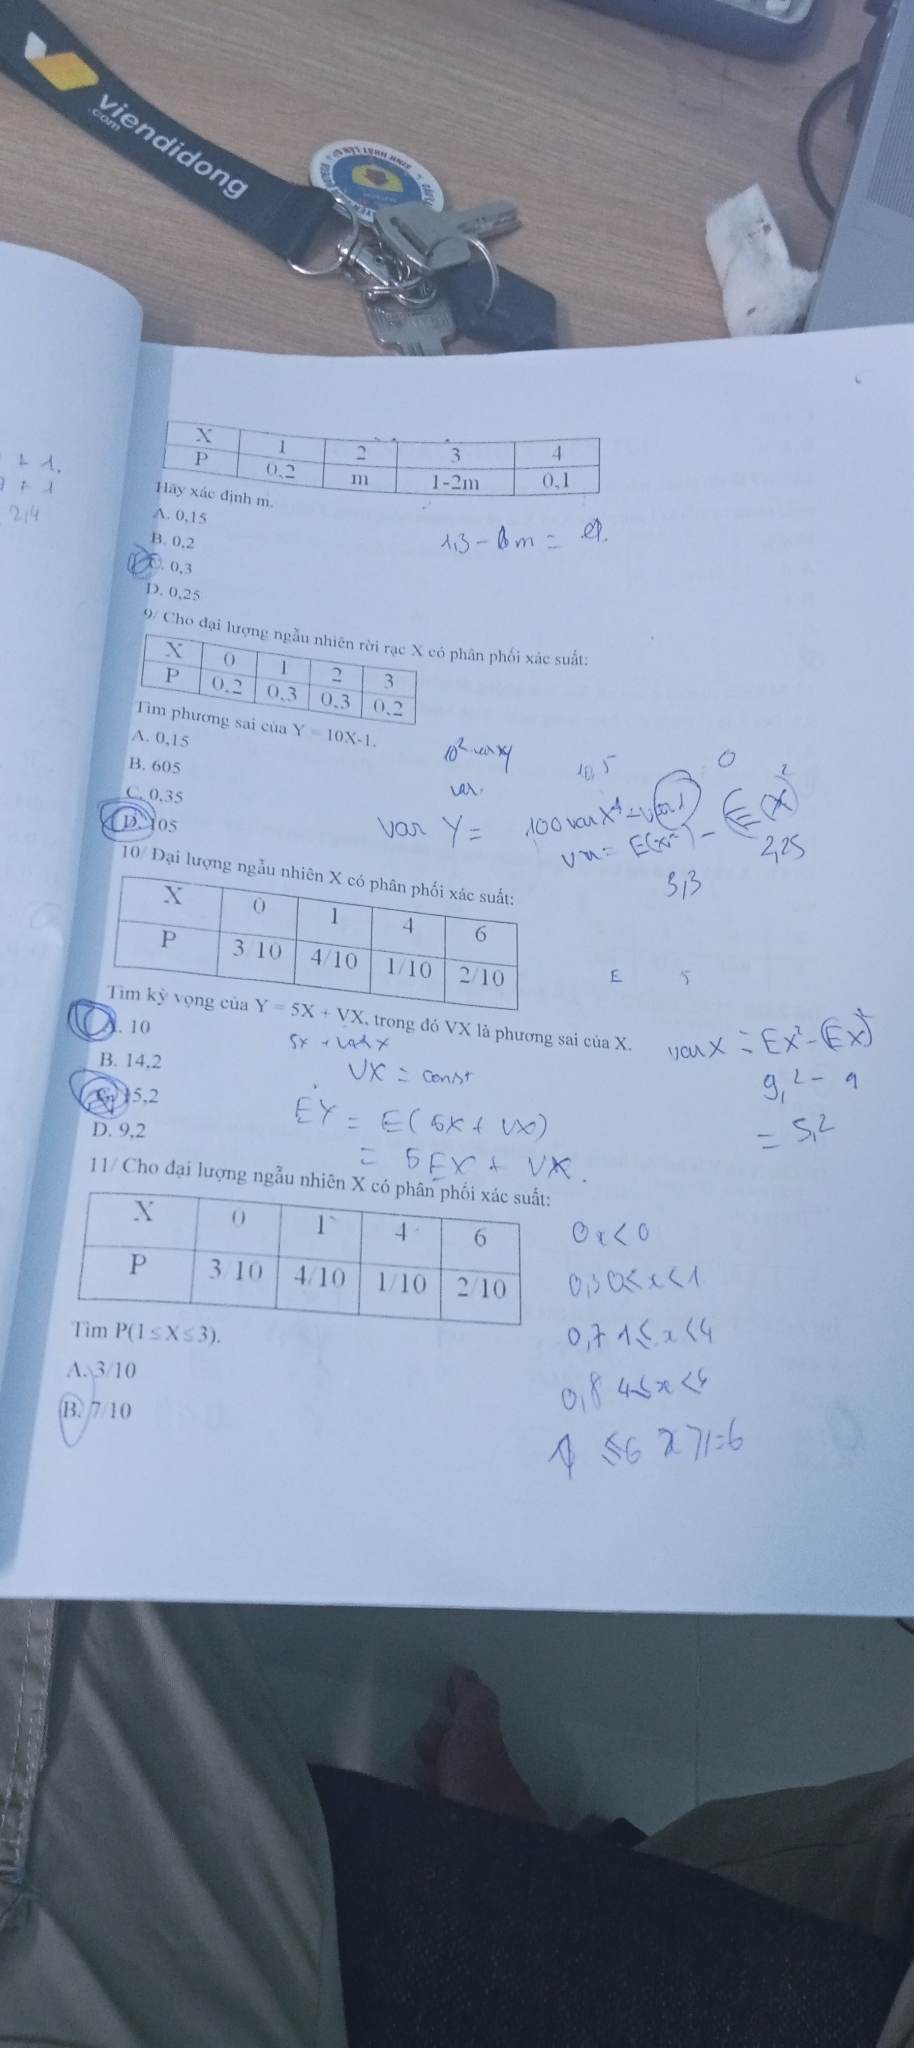 viendidong
.com
+ 1.
+ 1
2,4
X 1 2 3 4
P 0.2 m 1-2m 0.1
Hãy xác định m.
A. 0,15
B. 0,2
C. 0,3
D. 0,25
1,3 - m =
9/ Cho đại lượng ngẫu nhiên rời rạc X có phân phối xác suất:
X 0 1 2 3
P 0.2 0.3 0.3 0.2
Tìm phương sai của Y = 10X-1.
A. 0,15
B. 605
C. 0,35
D. 105
10² var
10,5
0
var
var Y = 100 var X
Vx = E(x²) - (E(x))²
3,3
2,25
10/ Đại lượng ngẫu nhiên X có phân phối xác suất:
X 0 1 4 6
P 3/10 4/10 1/10 2/10
E
Tìm kỳ vọng của Y = 5X + VX, trong đó VX là phương sai của X.
A. 10
B. 14,2
C. 15,2
D. 9,2
5x + var x
VX = const
EY = E(5X + VX)
= 5EX + VX.
var X = EX² - (EX)²
9,2 - 9
= 5,2
11/ Cho đại lượng ngẫu nhiên X có phân phối xác suất:
X 0 1 4 6
P 3/10 4/10 1/10 2/10
Tìm P(1 ≤ X ≤ 3).
A. 3/10
B. 7/10
0 x < 0
0,3 0 ≤ x < 1
0,7 1 ≤ x < 4
0,8 4 ≤ x < 6